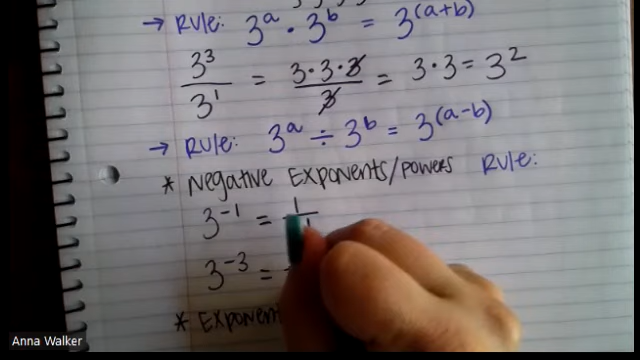 → RULE: 3^a · 3^b = 3^(a+b)
3^3/3^1 = 3·3·3/3 = 3·3 = 3^2
→ RULE: 3^a ÷ 3^b = 3^(a-b)
* Negative Exponents/powers RULE:
3^-1 = 1/
3^-3 =
* Exponent
Anna Walker